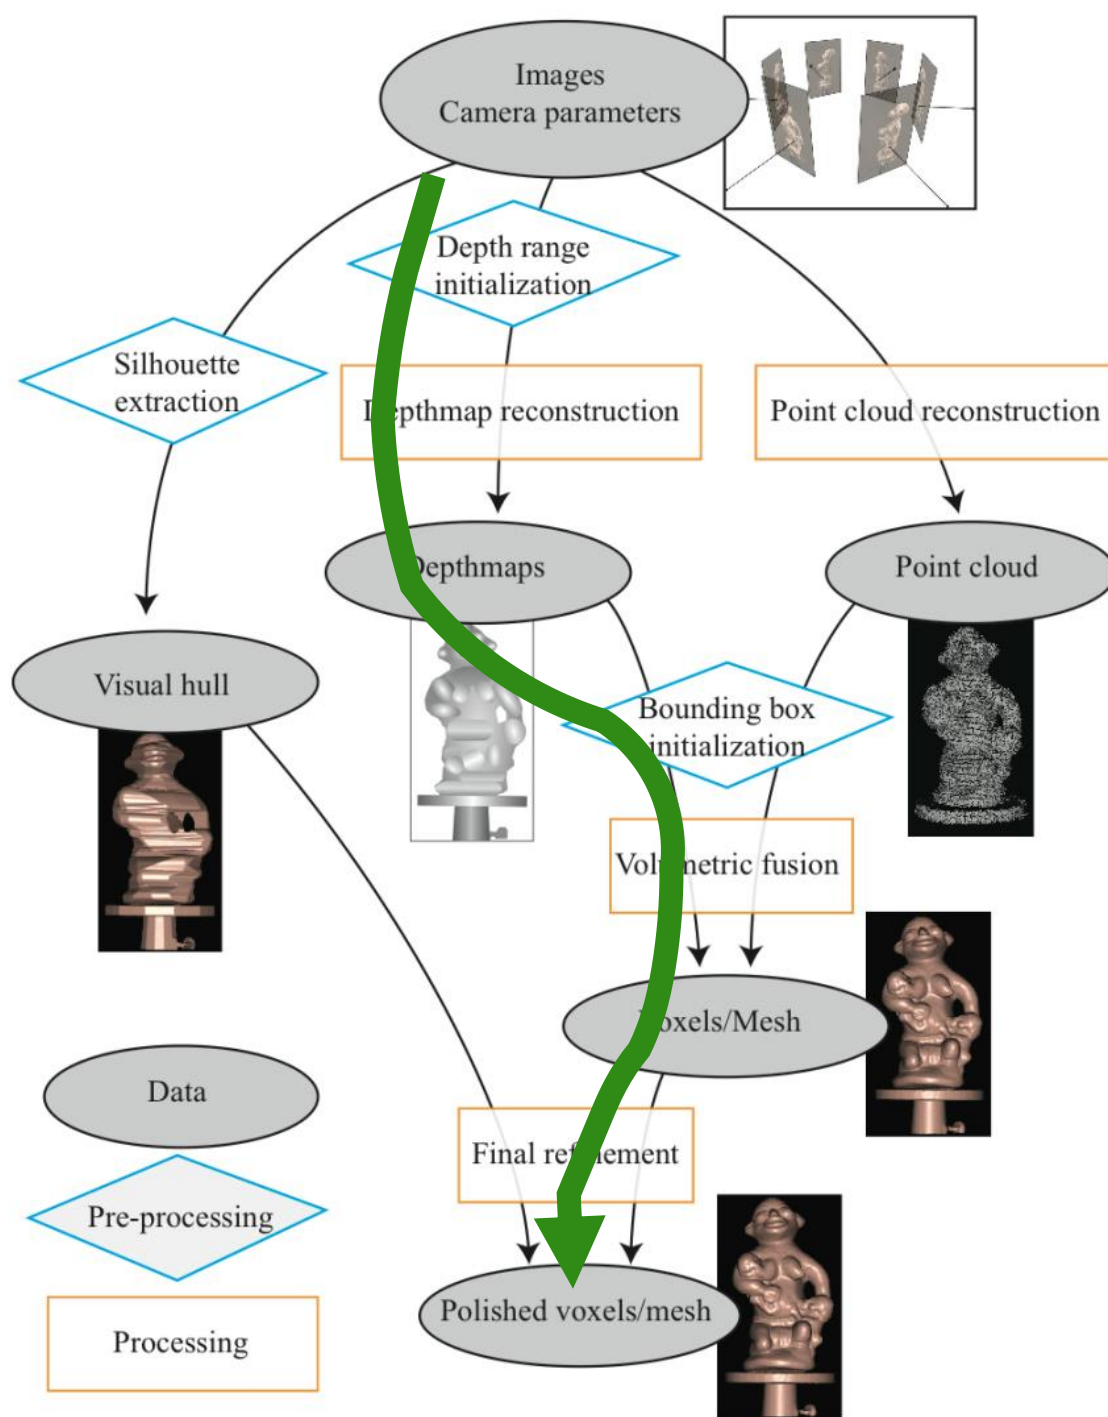 Images
Camera parameters
Depth range
initialization
Silhouette
extraction
Depthmap reconstruction
Point cloud reconstruction
Depthmaps
Point cloud
Visual hull
Bounding box
initialization
Volumetric fusion
Voxels/Mesh
Data
Final refinement
Pre-processing
Polished voxels/mesh
Processing